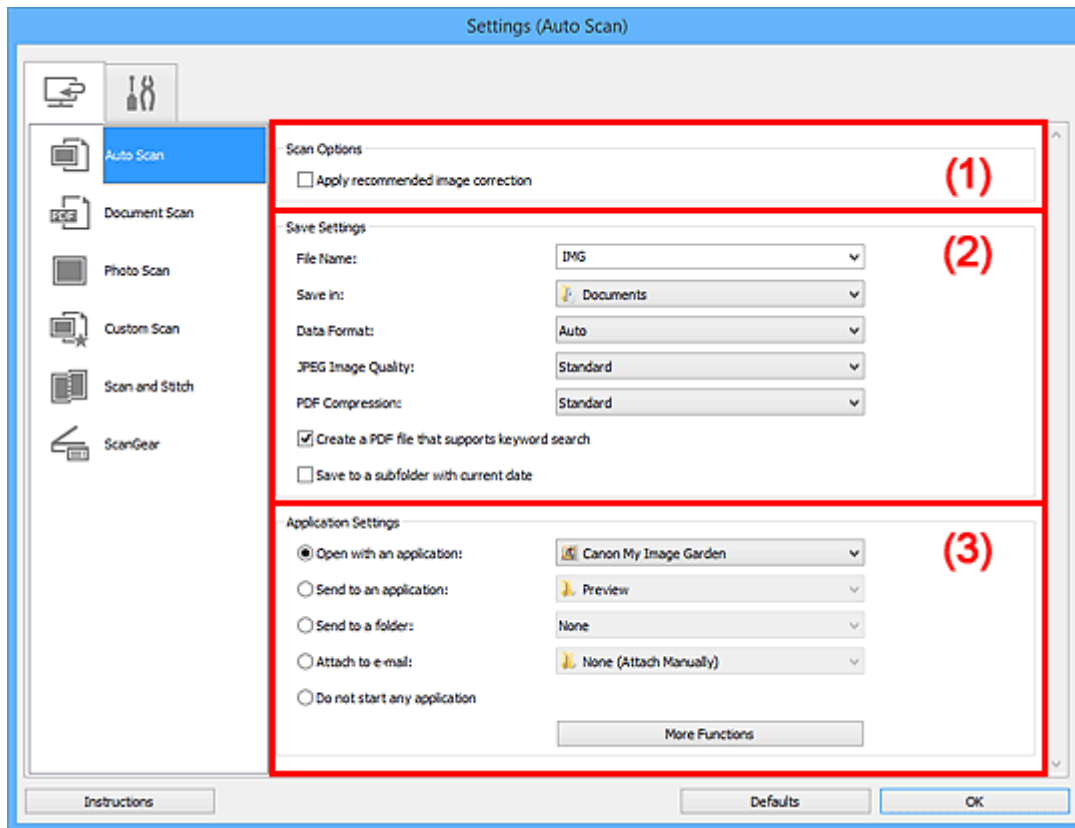 Settings (Auto Scan)
Auto Scan
Document Scan
PDF
Photo Scan
Custom Scan
Scan and Stitch
ScanGear
Scan Options
(1)
Apply recommended image correction
Save Settings
(2)
File Name: IMG
Save in: Documents
Data Format: Auto
JPEG Image Quality: Standard
PDF Compression: Standard
Create a PDF file that supports keyword search
Save to a subfolder with current date
Application Settings
(3)
Open with an application: Canon My Image Garden
Send to an application: Preview
Send to a folder: None
Attach to e-mail: None (Attach Manually)
Do not start any application
More Functions
Instructions Defaults OK